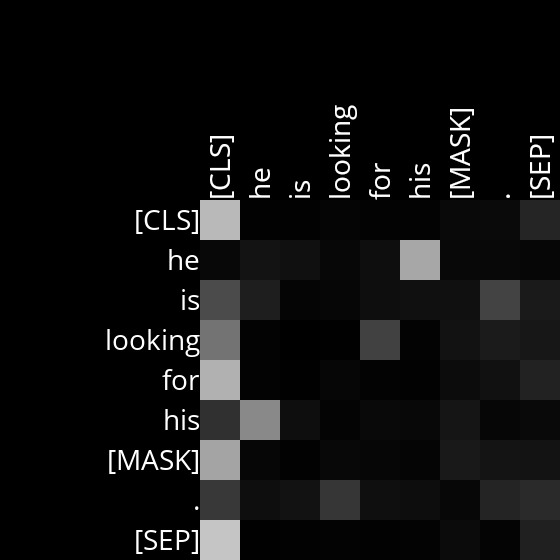 [CLS] he is looking for his [MASK] . [SEP]
[CLS]
he
is
looking
for
his
[MASK]
.
[SEP]